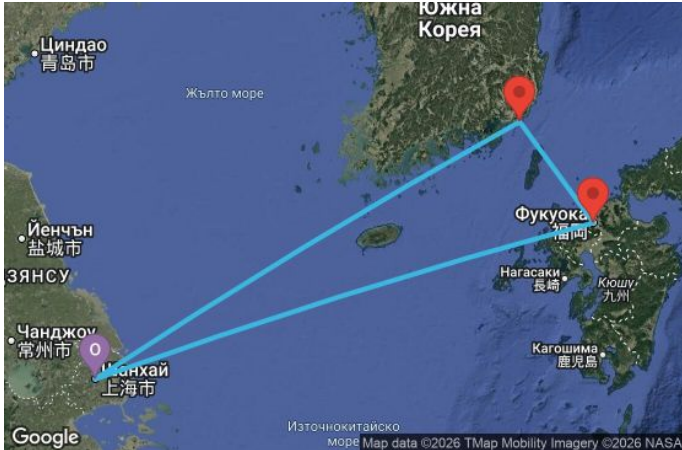 Южна
Корея
Циндао
青岛市
Жълто море
Йенчън
盐城市
ЗЯНСУ
Чанджоу
常州市
O
Шанхай
上海市
Фукуока
福岡
Нагасаки
長崎
Кюшу
九州
Кагошима
鹿児島
Източнокитайско
море
Google
Map data ©2026 TMap Mobility Imagery ©2026 NASA